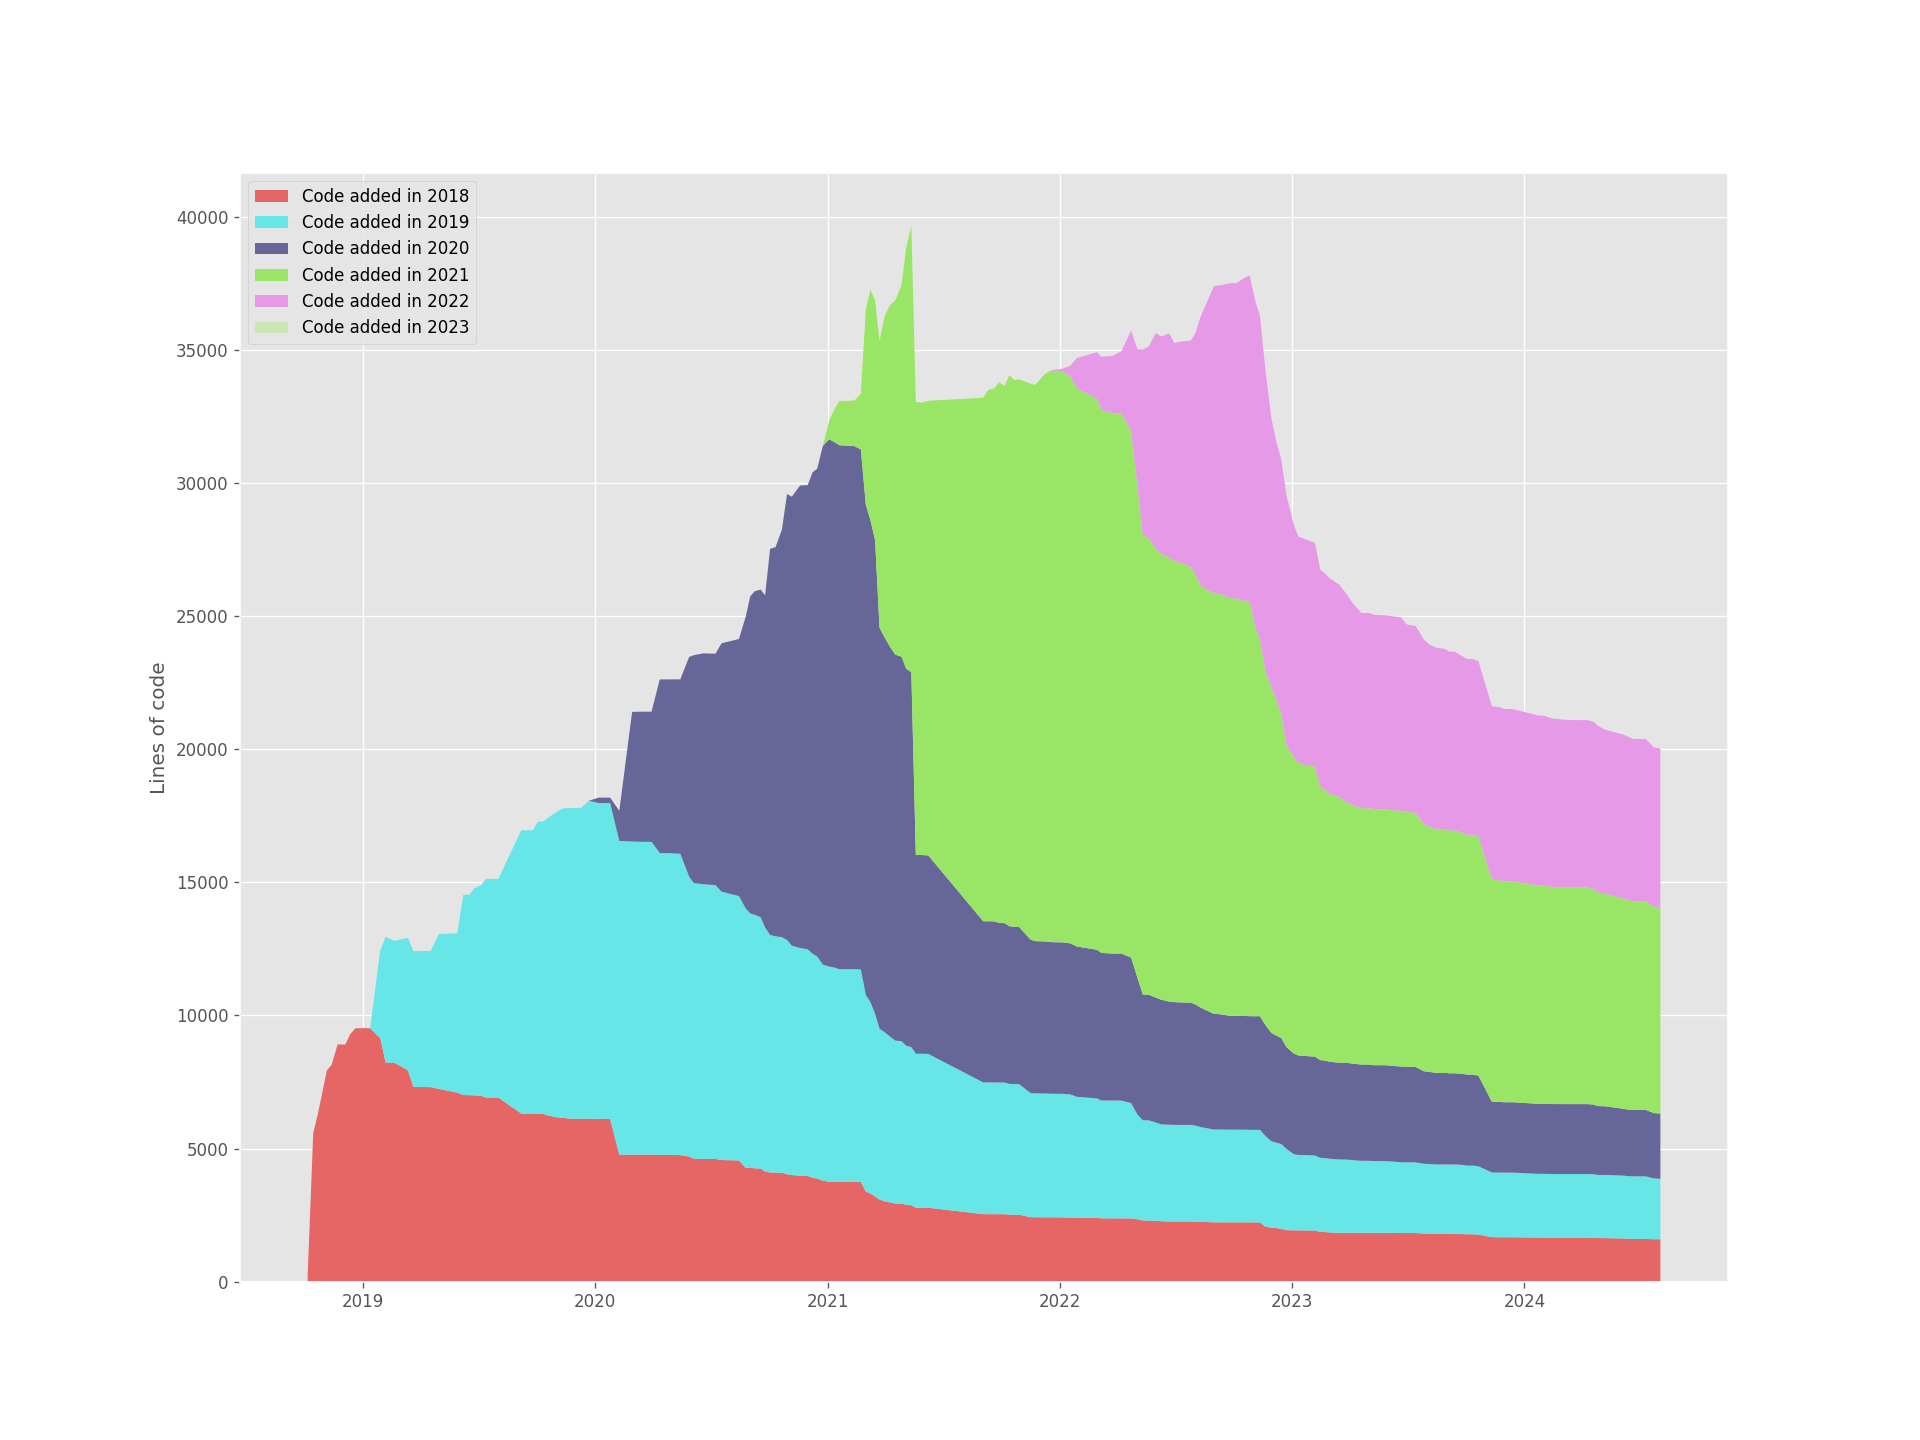 Code added in 2018
Code added in 2019
Code added in 2020
Code added in 2021
Code added in 2022
Code added in 2023
40000
35000
30000
25000
20000
15000
10000
5000
0
Lines of code
2019 2020 2021 2022 2023 2024